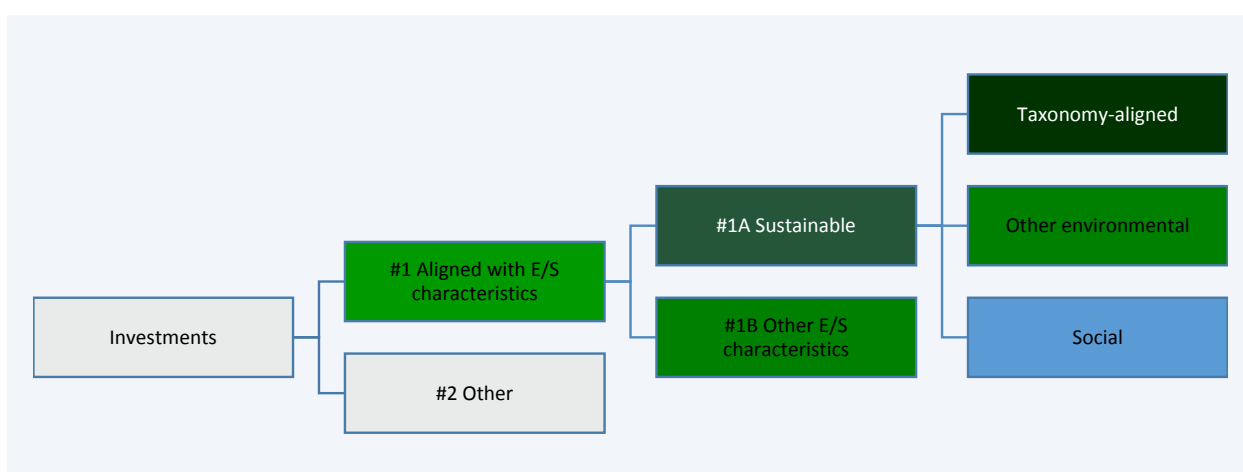 Taxonomy-aligned
#1A Sustainable
Other environmental
#1 Aligned with E/S
characteristics
#1B Other E/S
characteristics
Investments
Social
#2 Other